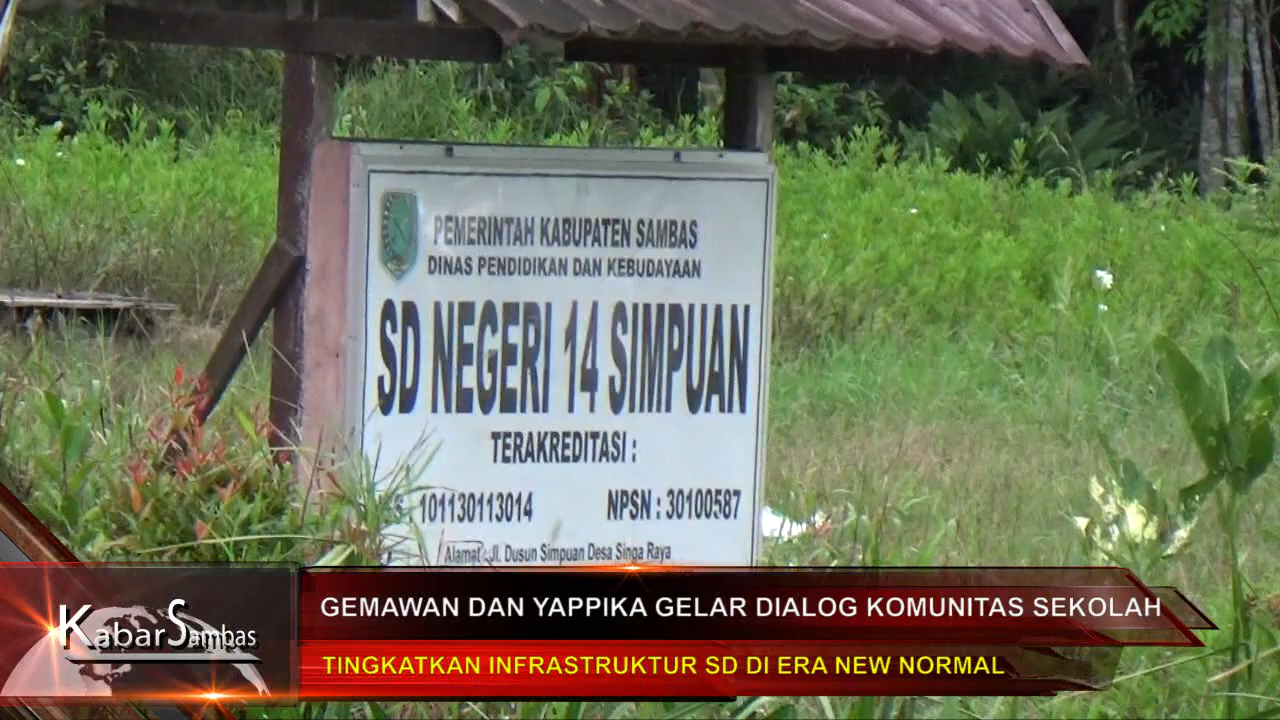 PEMERINTAH KABUPATEN SAMBAS
DINAS PENDIDIKAN DAN KEBUDAYAAN
SD NEGERI 14 SIMPUAN
TERAKREDITASI :
101130113014 NPSN : 30100587
Alamat : Jl. Dusun Simpuan Desa Singa Raya
GEMAWAN DAN YAPPIKA GELAR DIALOG KOMUNITAS SEKOLAH
KabarSambas
TINGKATKAN INFRASTRUKTUR SD DI ERA NEW NORMAL